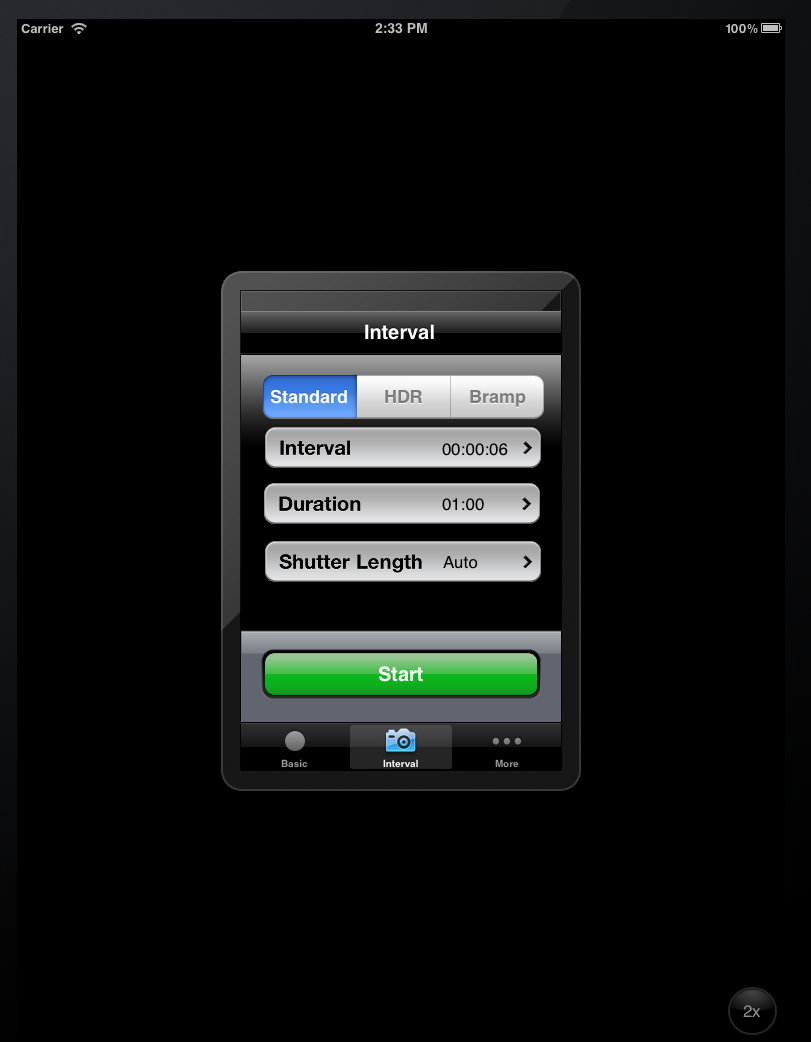 Carrier 2:33 PM 100%
Interval
Standard HDR Bramp
Interval 00:00:06
Duration 01:00
Shutter Length Auto
Start
Basic Interval More
2x